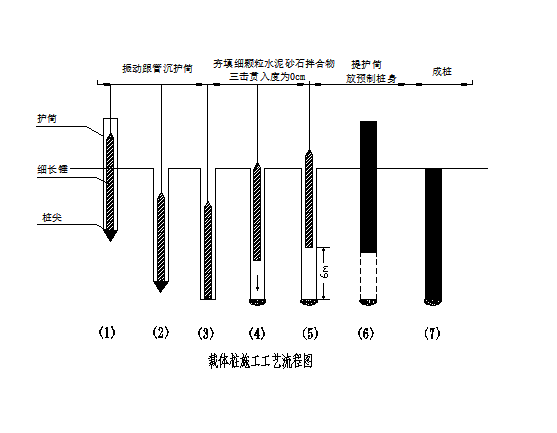 振动跟管沉护筒
夯填细颗粒水泥砂石拌合物
三击贯入度为0cm
提护筒
放预制桩身
成桩
护筒
细长锤
桩尖
6m
(1) (2) (3) (4) (5) (6) (7)
载体桩施工工艺流程图